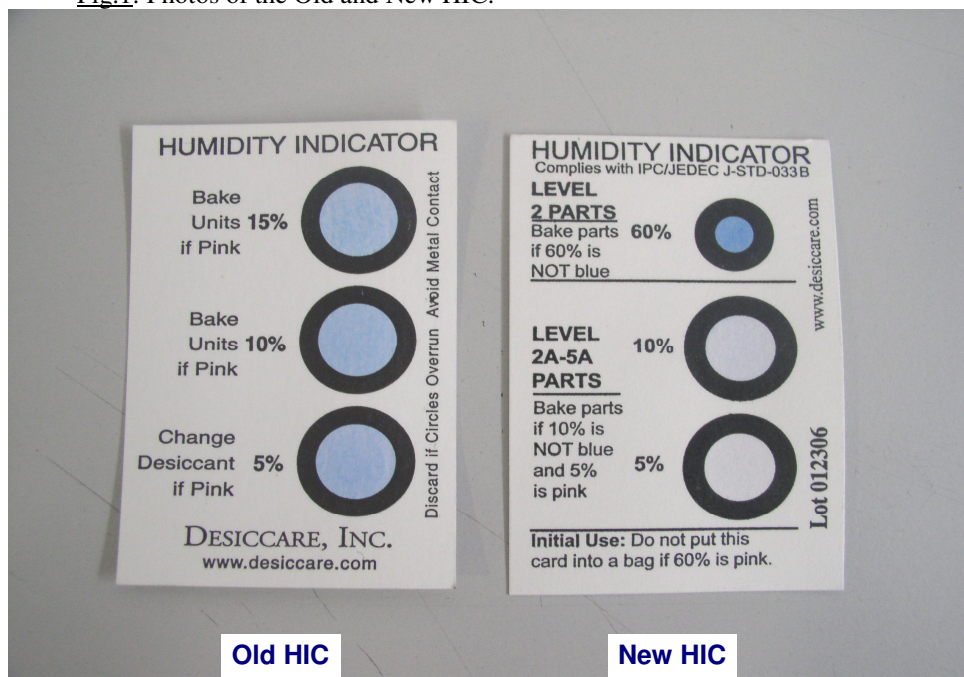 Fig.1: Photos of the Old and New HIC.
HUMIDITY INDICATOR
Bake
Units 15%
if Pink
Bake
Units 10%
if Pink
Change
Desiccant 5%
if Pink
Discard if Circles Overrun Avoid Metal Contact
DESICCARE, INC.
www.desiccare.com
HUMIDITY INDICATOR
Complies with IPC/JEDEC J-STD-033B
LEVEL
2 PARTS
Bake parts 60%
if 60% is
NOT blue
www.desiccare.com
LEVEL
2A-5A 10%
PARTS
Bake parts
if 10% is
NOT blue
and 5% 5%
is pink
Lot 012306
Initial Use: Do not put this
card into a bag if 60% is pink.
Old HIC
New HIC